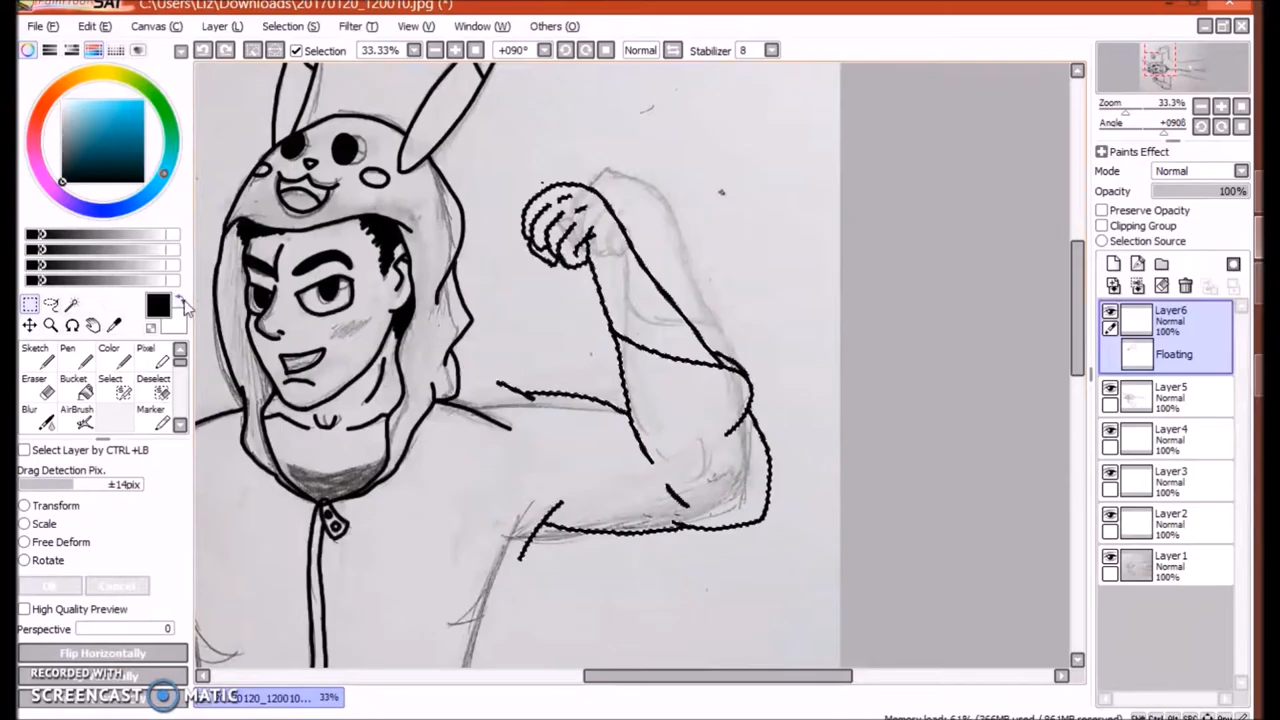 SAI C:\Users\Liz\Downloads\20170120_120010.jpg (*)
File (F) Edit (E) Canvas (C) Layer (L) Selection (S) Filter (T) View (V) Window (W) Others (O)
Selection 33.33% +090° Normal Stabilizer 8
Zoom 33.3%
Angle +090θ
Paints Effect
Mode Normal
Opacity 100%
Preserve Opacity
Clipping Group
Selection Source
Layer6
Normal
100%
Floating
Layer5
Normal
100%
Layer4
Normal
100%
Layer3
Normal
100%
Layer2
Normal
100%
Layer1
Normal
100%
Sketch Pen Color Pixel
Eraser Bucket Select Deselect
Blur AirBrush Marker
Select Layer by CTRL+LB
Drag Detection Pix.
±14pix
Transform
Scale
Free Deform
Rotate
Cancel
High Quality Preview
Perspective 0
Flip Horizontally
RECORDED WITH
SCREENCAST MATIC
0170120_120010... 33%
Memory load: 61% (266MB used / 861MB reserved)